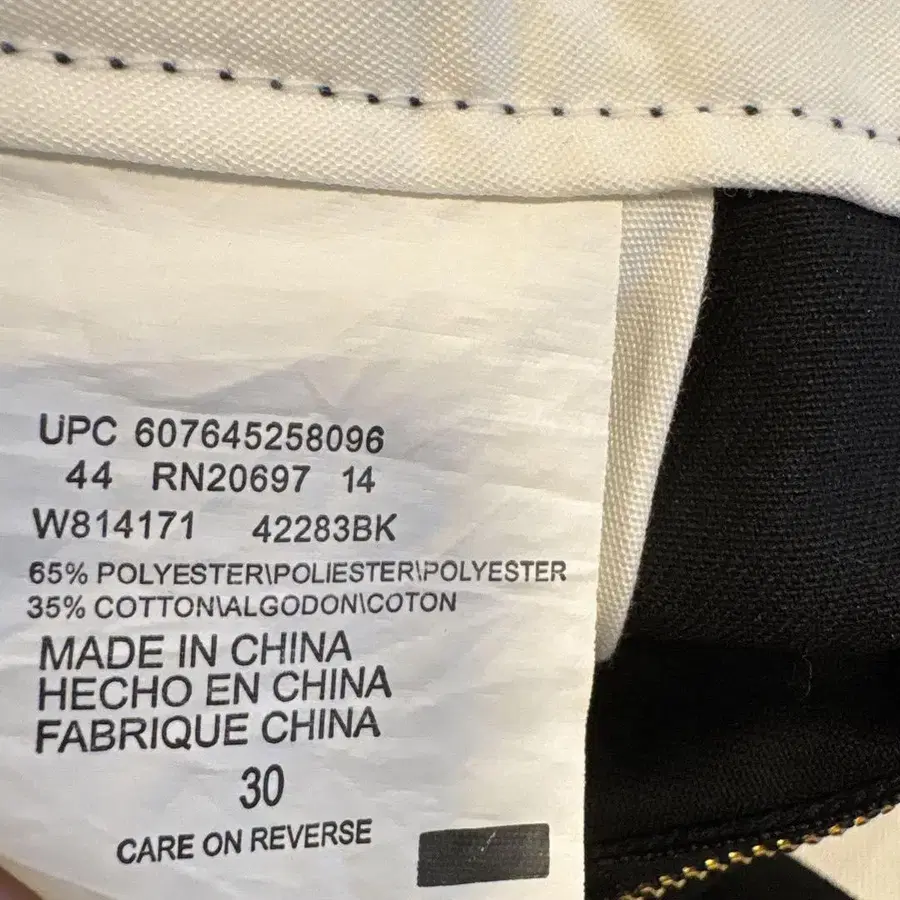 UPC 607645258096
44 RN20697 14
W814171 42283BK
65% POLYESTER\POLIESTER\POLYESTER
35% COTTON\ALGODON\COTON
MADE IN CHINA
HECHO EN CHINA
FABRIQUE CHINA
30
CARE ON REVERSE